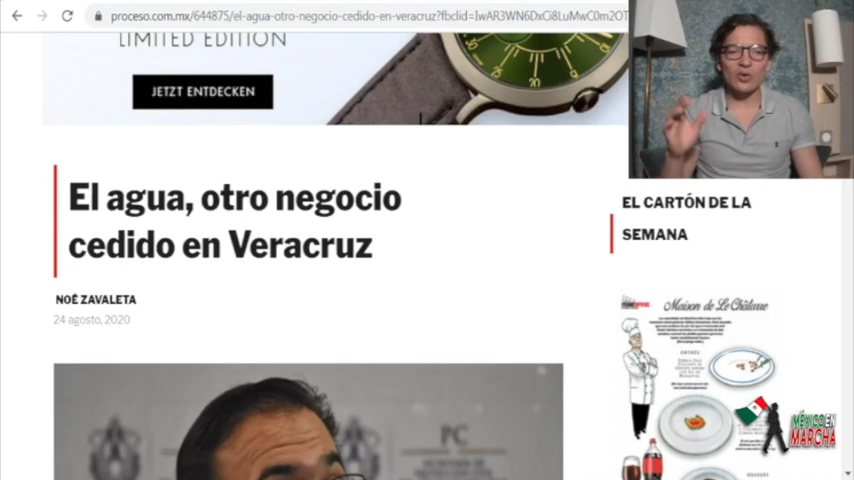 proceso.com.mx/644875/el-agua-otro-negocio-cedido-en-veracruz?fbclid=IwAR3WN6DxCi8LuMwC0m2OT
LIMITED EDITION
JETZT ENTDECKEN
El agua, otro negocio
cedido en Veracruz
NOÉ ZAVALETA
24 agosto, 2020
EL CARTÓN DE LA
SEMANA
Maison de Le Châtarre
MÉXICO EN
MARCHA